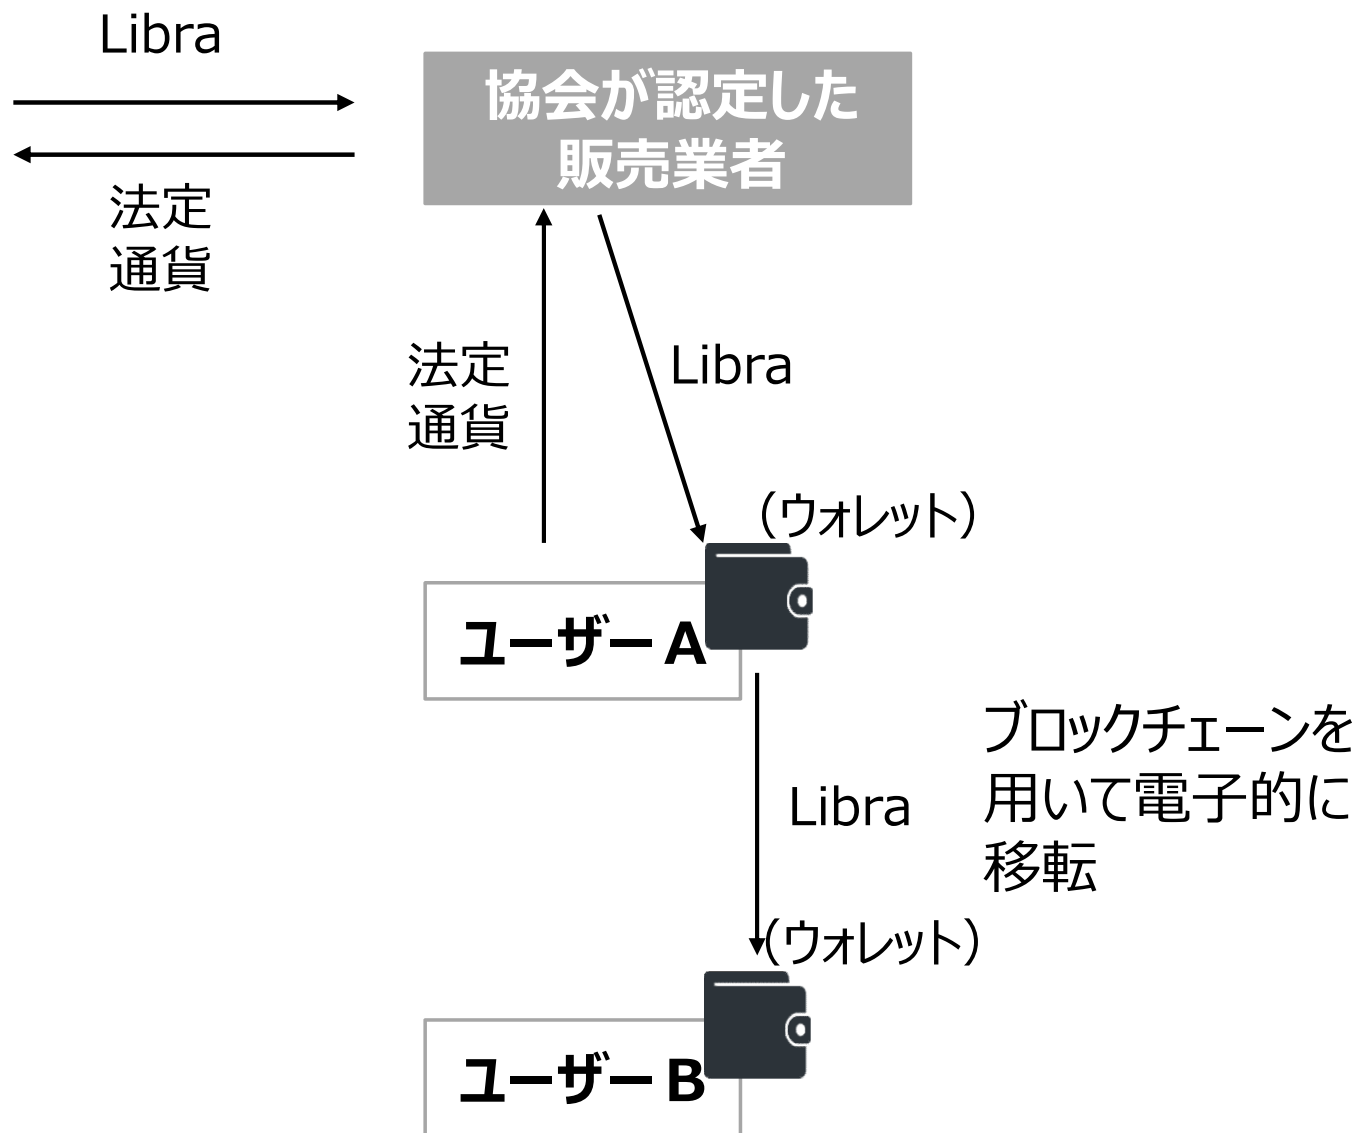 Libra
協会が認定した
販売業者
法定
通貨
法定
通貨
Libra
（ウォレット）
ユーザーA
ブロックチェーンを
用いて電子的に
移転
Libra
（ウォレット）
ユーザーB